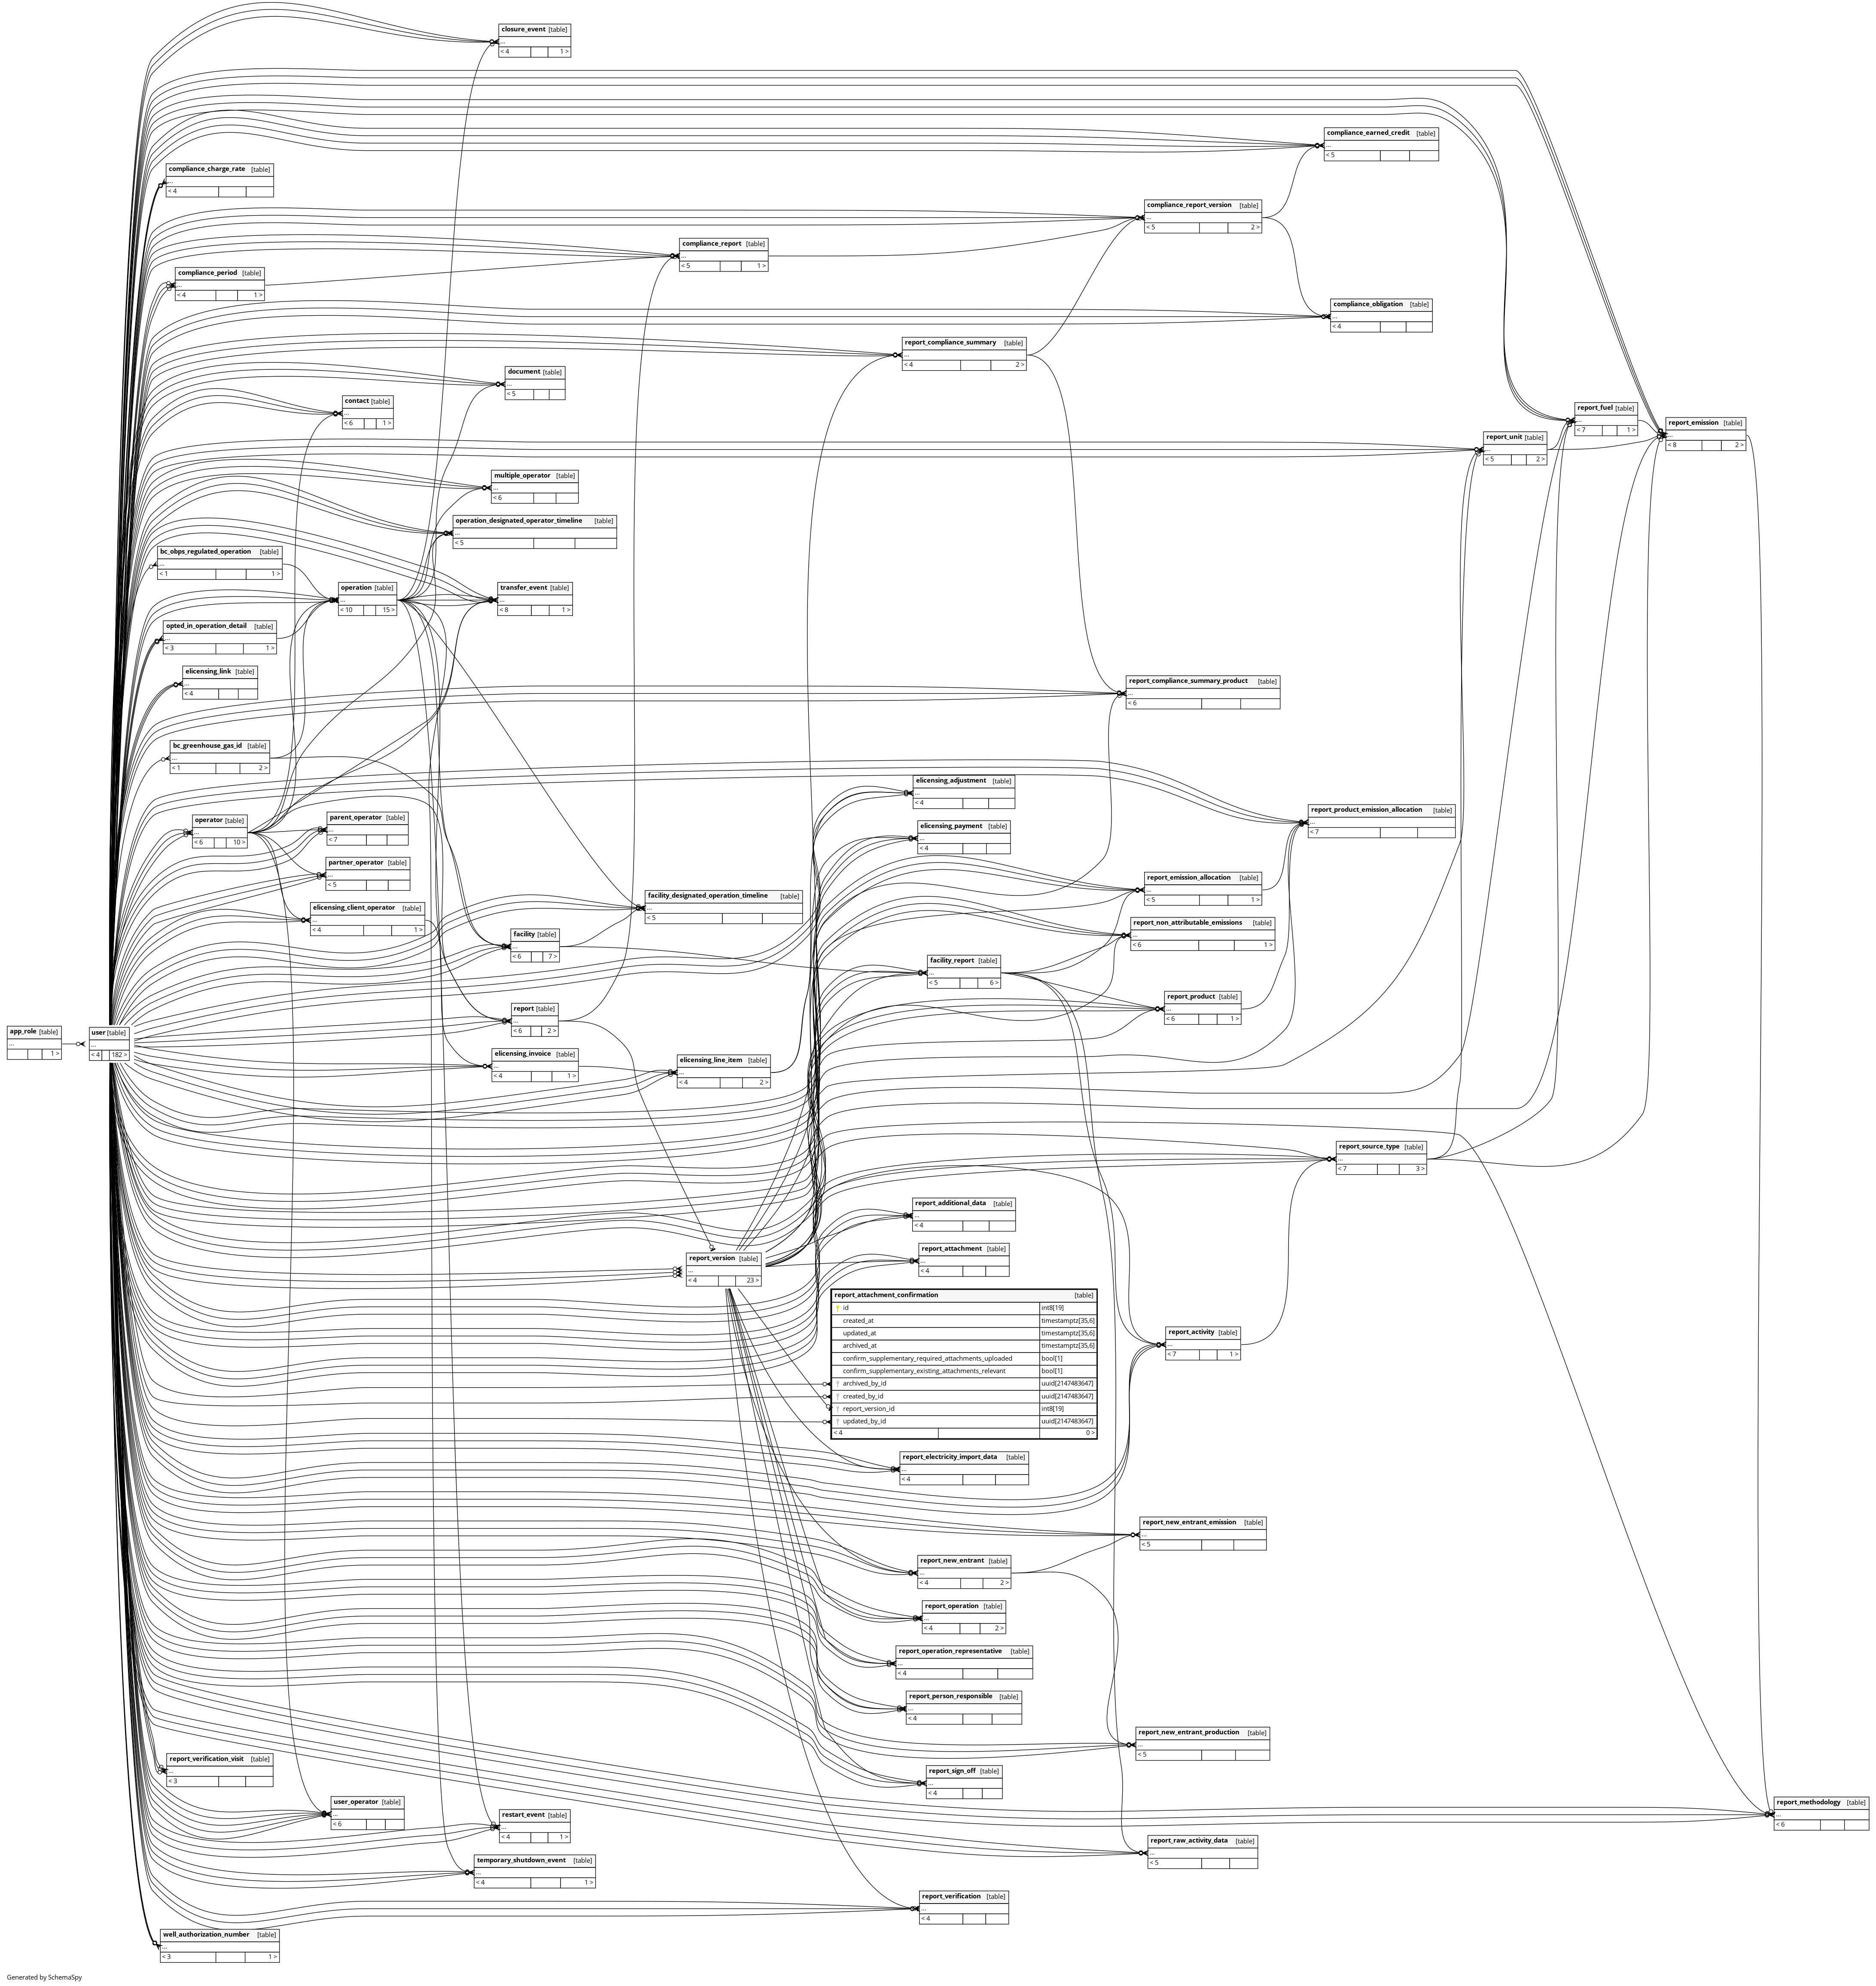 closure_event [table]
...
< 4 1 >
compliance_earned_credit [table]
...
< 5
compliance_charge_rate [table]
...
< 4
compliance_report_version [table]
...
< 5 2 >
compliance_report [table]
...
< 5 1 >
compliance_period [table]
...
< 4 1 >
compliance_obligation [table]
...
< 4
report_compliance_summary [table]
...
< 4 2 >
document [table]
...
< 5
contact [table]
...
< 6 1 >
report_fuel [table]
...
< 7 1 >
report_emission [table]
...
< 8 2 >
report_unit [table]
...
< 5 2 >
multiple_operator [table]
...
< 6
operation_designated_operator_timeline [table]
...
< 5
bc_obps_regulated_operation [table]
...
< 1 1 >
operation [table]
...
< 10 15 >
transfer_event [table]
...
< 8 1 >
opted_in_operation_detail [table]
...
< 3 1 >
elicensing_link [table]
...
< 4
report_compliance_summary_product [table]
...
< 6
bc_greenhouse_gas_id [table]
...
< 1 2 >
elicensing_adjustment [table]
...
< 4
report_product_emission_allocation [table]
...
< 7
operator [table]
...
< 6 10 >
parent_operator [table]
...
< 7
elicensing_payment [table]
...
< 4
partner_operator [table]
...
< 5
report_emission_allocation [table]
...
< 5 1 >
facility_designated_operation_timeline [table]
...
< 5
elicensing_client_operator [table]
...
< 4 1 >
report_non_attributable_emissions [table]
...
< 6 1 >
facility [table]
...
< 6 7 >
facility_report [table]
...
< 5 6 >
report_product [table]
...
< 6 1 >
report [table]
...
< 6 2 >
app_role [table]
...
1 >
user [table]
...
< 4 182 >
elicensing_invoice [table]
...
< 4 1 >
elicensing_line_item [table]
...
< 4 2 >
report_source_type [table]
...
< 7 3 >
report_additional_data [table]
...
< 4
report_version [table]
...
< 4 23 >
report_attachment [table]
...
< 4
report_attachment_confirmation [table]
id int8[19]
created_at timestamptz[35,6]
updated_at timestamptz[35,6]
archived_at timestamptz[35,6]
confirm_supplementary_required_attachments_uploaded bool[1]
confirm_supplementary_existing_attachments_relevant bool[1]
archived_by_id uuid[2147483647]
created_by_id uuid[2147483647]
report_version_id int8[19]
updated_by_id uuid[2147483647]
< 4 0 >
report_activity [table]
...
< 7 1 >
report_electricity_import_data [table]
...
< 4
report_new_entrant_emission [table]
...
< 5
report_new_entrant [table]
...
< 4 2 >
report_operation [table]
...
< 4 2 >
report_operation_representative [table]
...
< 4
report_person_responsible [table]
...
< 4
report_new_entrant_production [table]
...
< 5
report_verification_visit [table]
...
< 3
report_sign_off [table]
...
< 4
user_operator [table]
...
< 6
report_methodology [table]
...
< 6
restart_event [table]
...
< 4 1 >
report_raw_activity_data [table]
...
< 5
temporary_shutdown_event [table]
...
< 4 1 >
report_verification [table]
...
< 4
well_authorization_number [table]
...
< 3 1 >
Generated by SchemaSpy